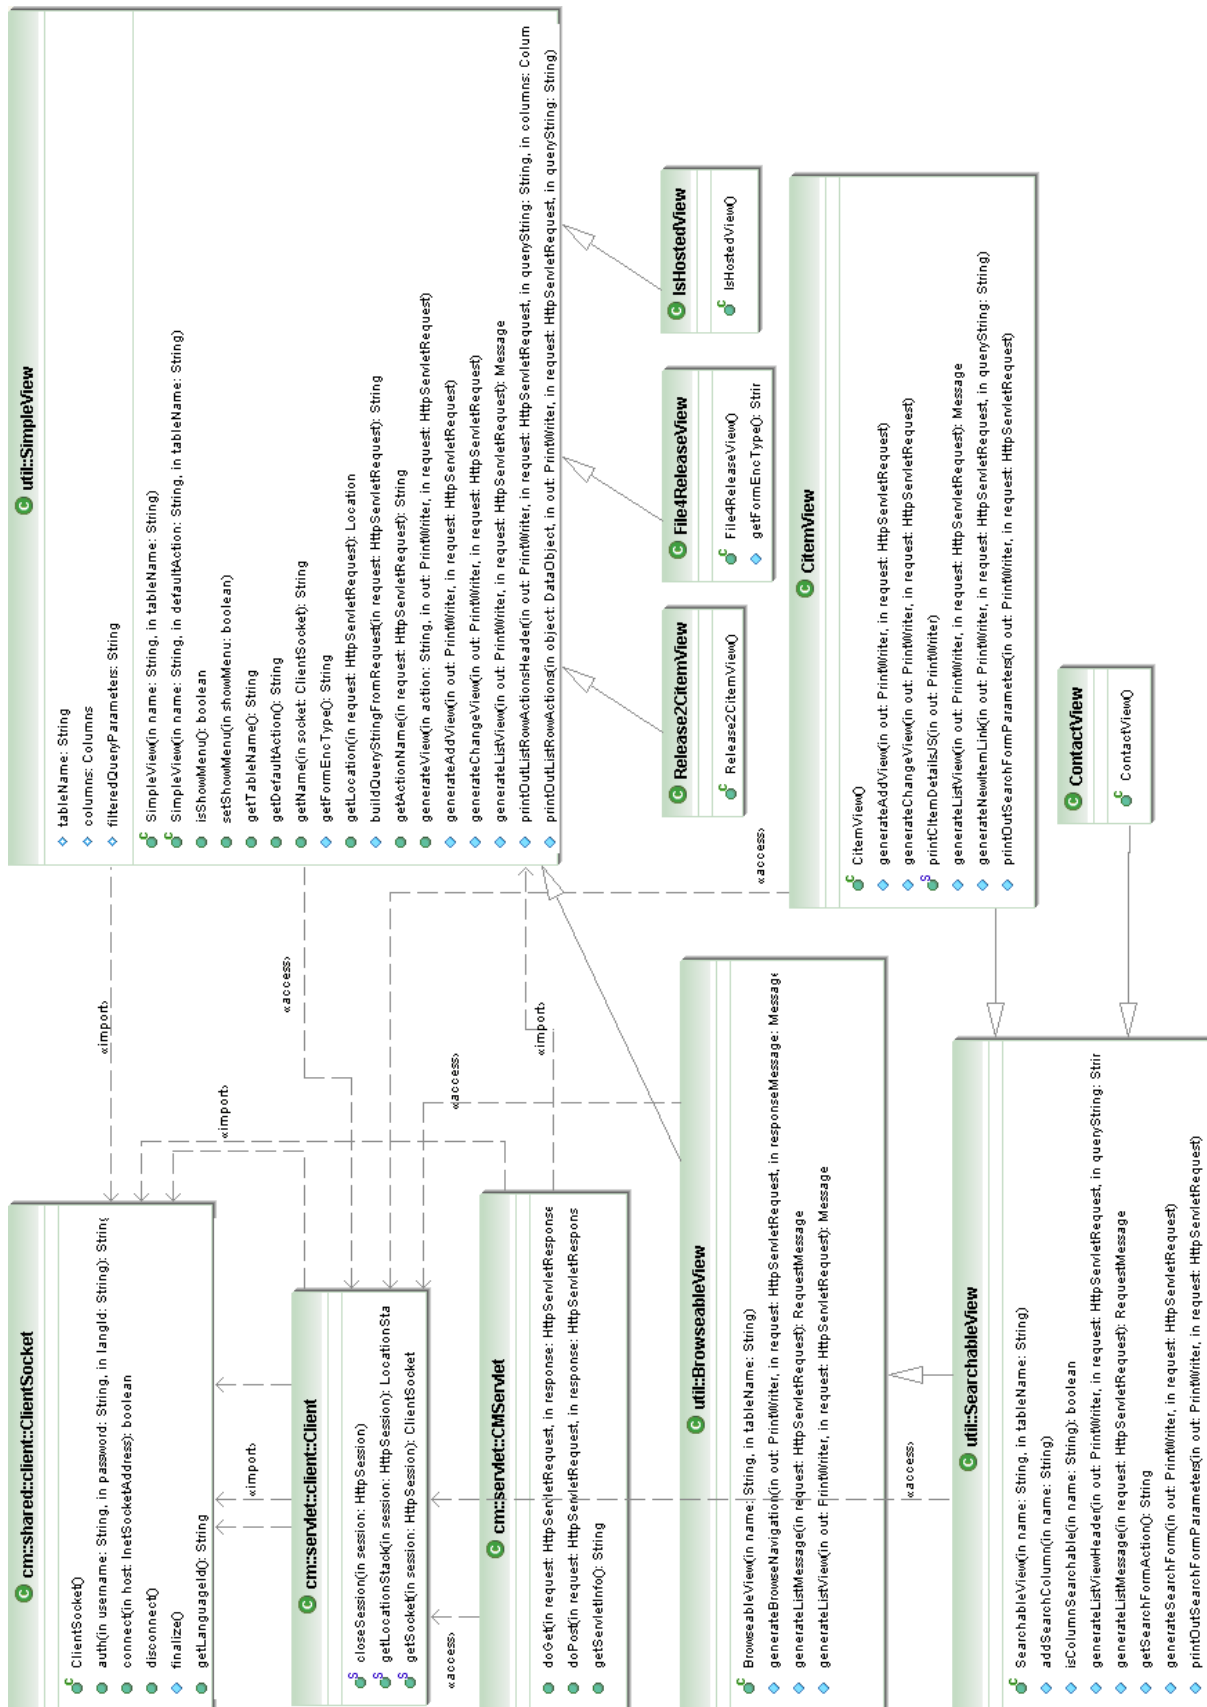 cm::shared::client::ClientSocket
ClientSocket()
auth(in username: String, in password: String, in langId: String): String
connect(in host: InetSocketAddress): boolean
disconnect()
finalize()
getLanguageId(): String
util::SimpleView
tableName: String
columns: Columns
filteredQueryParameters: String
SimpleView(in name: String, in tableName: String)
SimpleView(in name: String, in defaultAction: String, in tableName: String)
isShowMenu(): boolean
setShowMenu(in showMenu: boolean)
getTableName(): String
getDefaultAction(): String
getName(in socket: ClientSocket): String
getFormEncType(): String
getLocation(in request: HttpServletRequest): Location
buildQueryStringFromRequest(in request: HttpServletRequest): String
getActionName(in request: HttpServletRequest): String
generateView(in action: String, in out: PrintWriter, in request: HttpServletRequest)
generateAddView(in out: PrintWriter, in request: HttpServletRequest)
generateChangeView(in out: PrintWriter, in request: HttpServletRequest)
generateListView(in out: PrintWriter, in request: HttpServletRequest): Message
printOutListRowActionsHeader(in out: PrintWriter, in request: HttpServletRequest, in queryString: String, in columns: Colum
printOutListRowActions(in object: DataObject, in out: PrintWriter, in request: HttpServletRequest, in queryString: String)
«import»
«import»
«access»
«import»
cm::servlet::client::Client
closeSession(in session: HttpSession)
getLocationStack(in session: HttpSession): LocationSta
getSocket(in session: HttpSession): ClientSocket
«access»
«access»
«import»
«access»
cm::servlet::CMServlet
doGet(in request: HttpServletRequest, in response: HttpServletResponse
doPost(in request: HttpServletRequest, in response: HttpServletRespons
getServletInfo(): String
Release2CitemView
Release2CitemView()
File4ReleaseView
File4ReleaseView()
getFormEncType(): Strir
IsHostedView
IsHostedView()
util::BrowseableView
BrowseableView(in name: String, in tableName: String)
generateBrowseNavigation(in out: PrintWriter, in request: HttpServletRequest, in responseMessage: Message
generateListMessage(in request: HttpServletRequest): RequestMessage
generateListView(in out: PrintWriter, in request: HttpServletRequest): Message
«access»
CitemView
CitemView()
generateAddView(in out: PrintWriter, in request: HttpServletRequest)
generateChangeView(in out: PrintWriter, in request: HttpServletRequest)
printCItemDetailsJS(in out: PrintWriter)
generateListView(in out: PrintWriter, in request: HttpServletRequest): Message
generateNewItemLink(in out: PrintWriter, in request: HttpServletRequest, in queryString: String)
printOutSearchFormParameters(in out: PrintWriter, in request: HttpServletRequest)
util::SearchableView
SearchableView(in name: String, in tableName: String)
addSearchColumn(in name: String)
isColumnSearchable(in name: String): boolean
generateListViewHeader(in out: PrintWriter, in request: HttpServletRequest, in queryString: Strir
generateListMessage(in request: HttpServletRequest): RequestMessage
getSearchFormAction(): String
generateSearchForm(in out: PrintWriter, in request: HttpServletRequest)
printOutSearchFormParameters(in out: PrintWriter, in request: HttpServletRequest)
ContactView
ContactView()